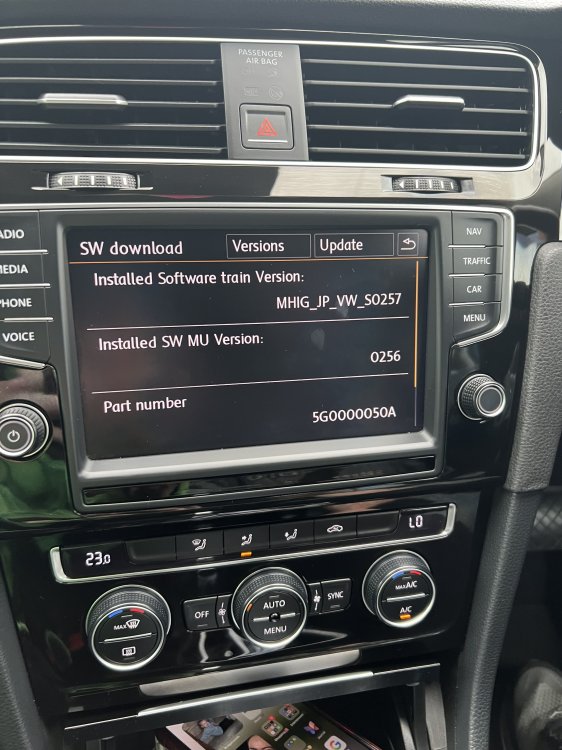 PASSENGER
AIR BAG
ADIO
MEDIA
PHONE
VOICE
SW download
Versions
Update
Installed Software train Version:
MHIG_JP_VW_S0257
Installed SW MU Version:
0256
Part number
5G0000050A
NAV
TRAFFIC
CAR
MENU
23.0
LO
MAX
OFF
AUTO
MENU
SYNC
MAX A/C
A/C